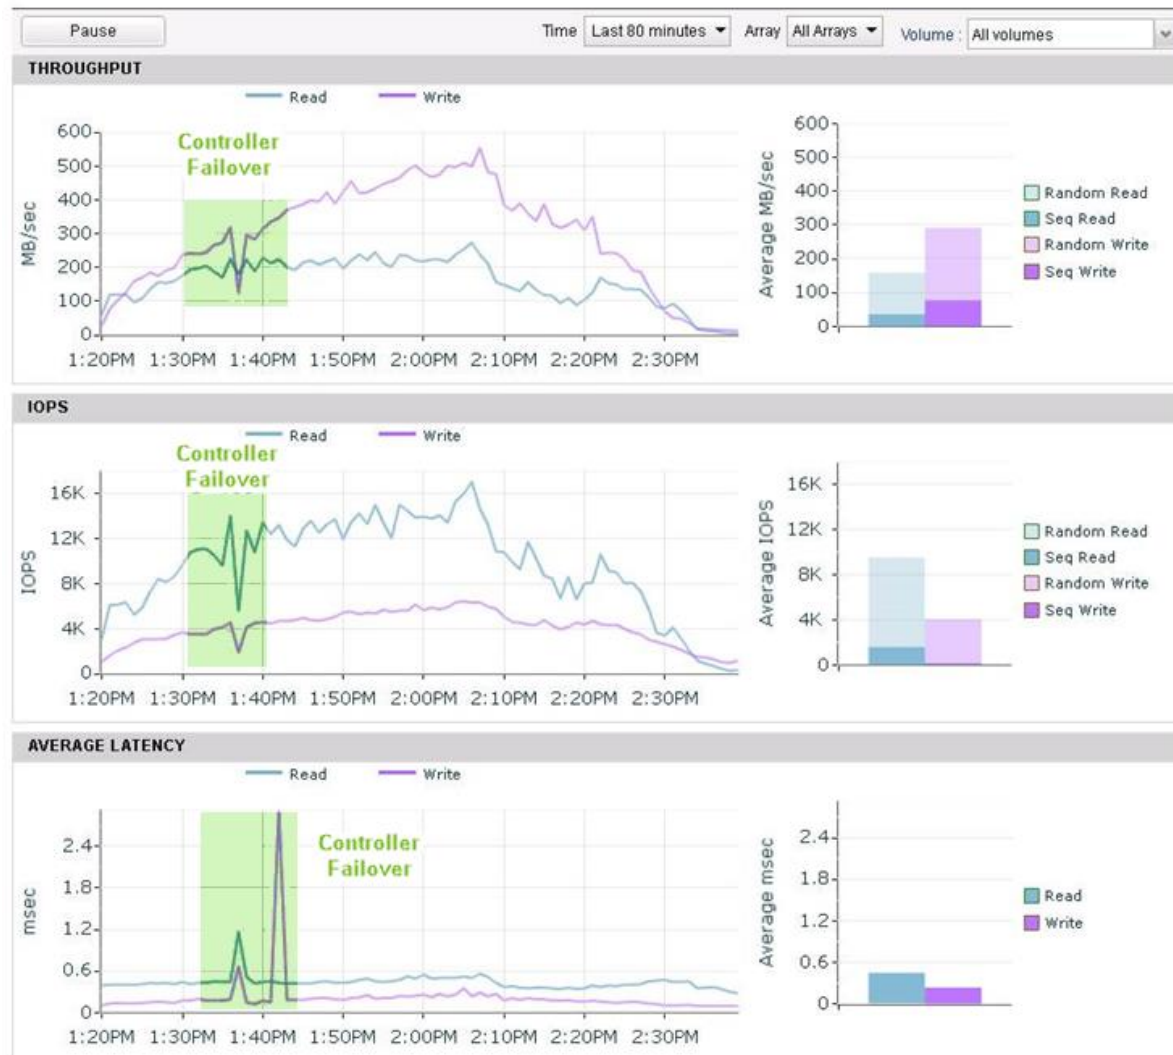 Pause
Time Last 80 minutes Array All Arrays Volume : All volumes
THROUGHPUT
Read Write
Controller
Failover
MB/sec
600
500
400
300
200
100
0
1:20PM 1:30PM 1:40PM 1:50PM 2:00PM 2:10PM 2:20PM 2:30PM
Average MB/sec
600
500
400
300
200
100
0
Random Read
Seq Read
Random Write
Seq Write
IOPS
Read Write
Controller
Failover
IOPS
16K
12K
8K
4K
0
1:20PM 1:30PM 1:40PM 1:50PM 2:00PM 2:10PM 2:20PM 2:30PM
Average IOPS
16K
12K
8K
4K
0
Random Read
Seq Read
Random Write
Seq Write
AVERAGE LATENCY
Read Write
Controller
Failover
msec
2.4
1.8
1.2
0.6
0
1:20PM 1:30PM 1:40PM 1:50PM 2:00PM 2:10PM 2:20PM 2:30PM
Average msec
2.4
1.8
1.2
0.6
0
Read
Write